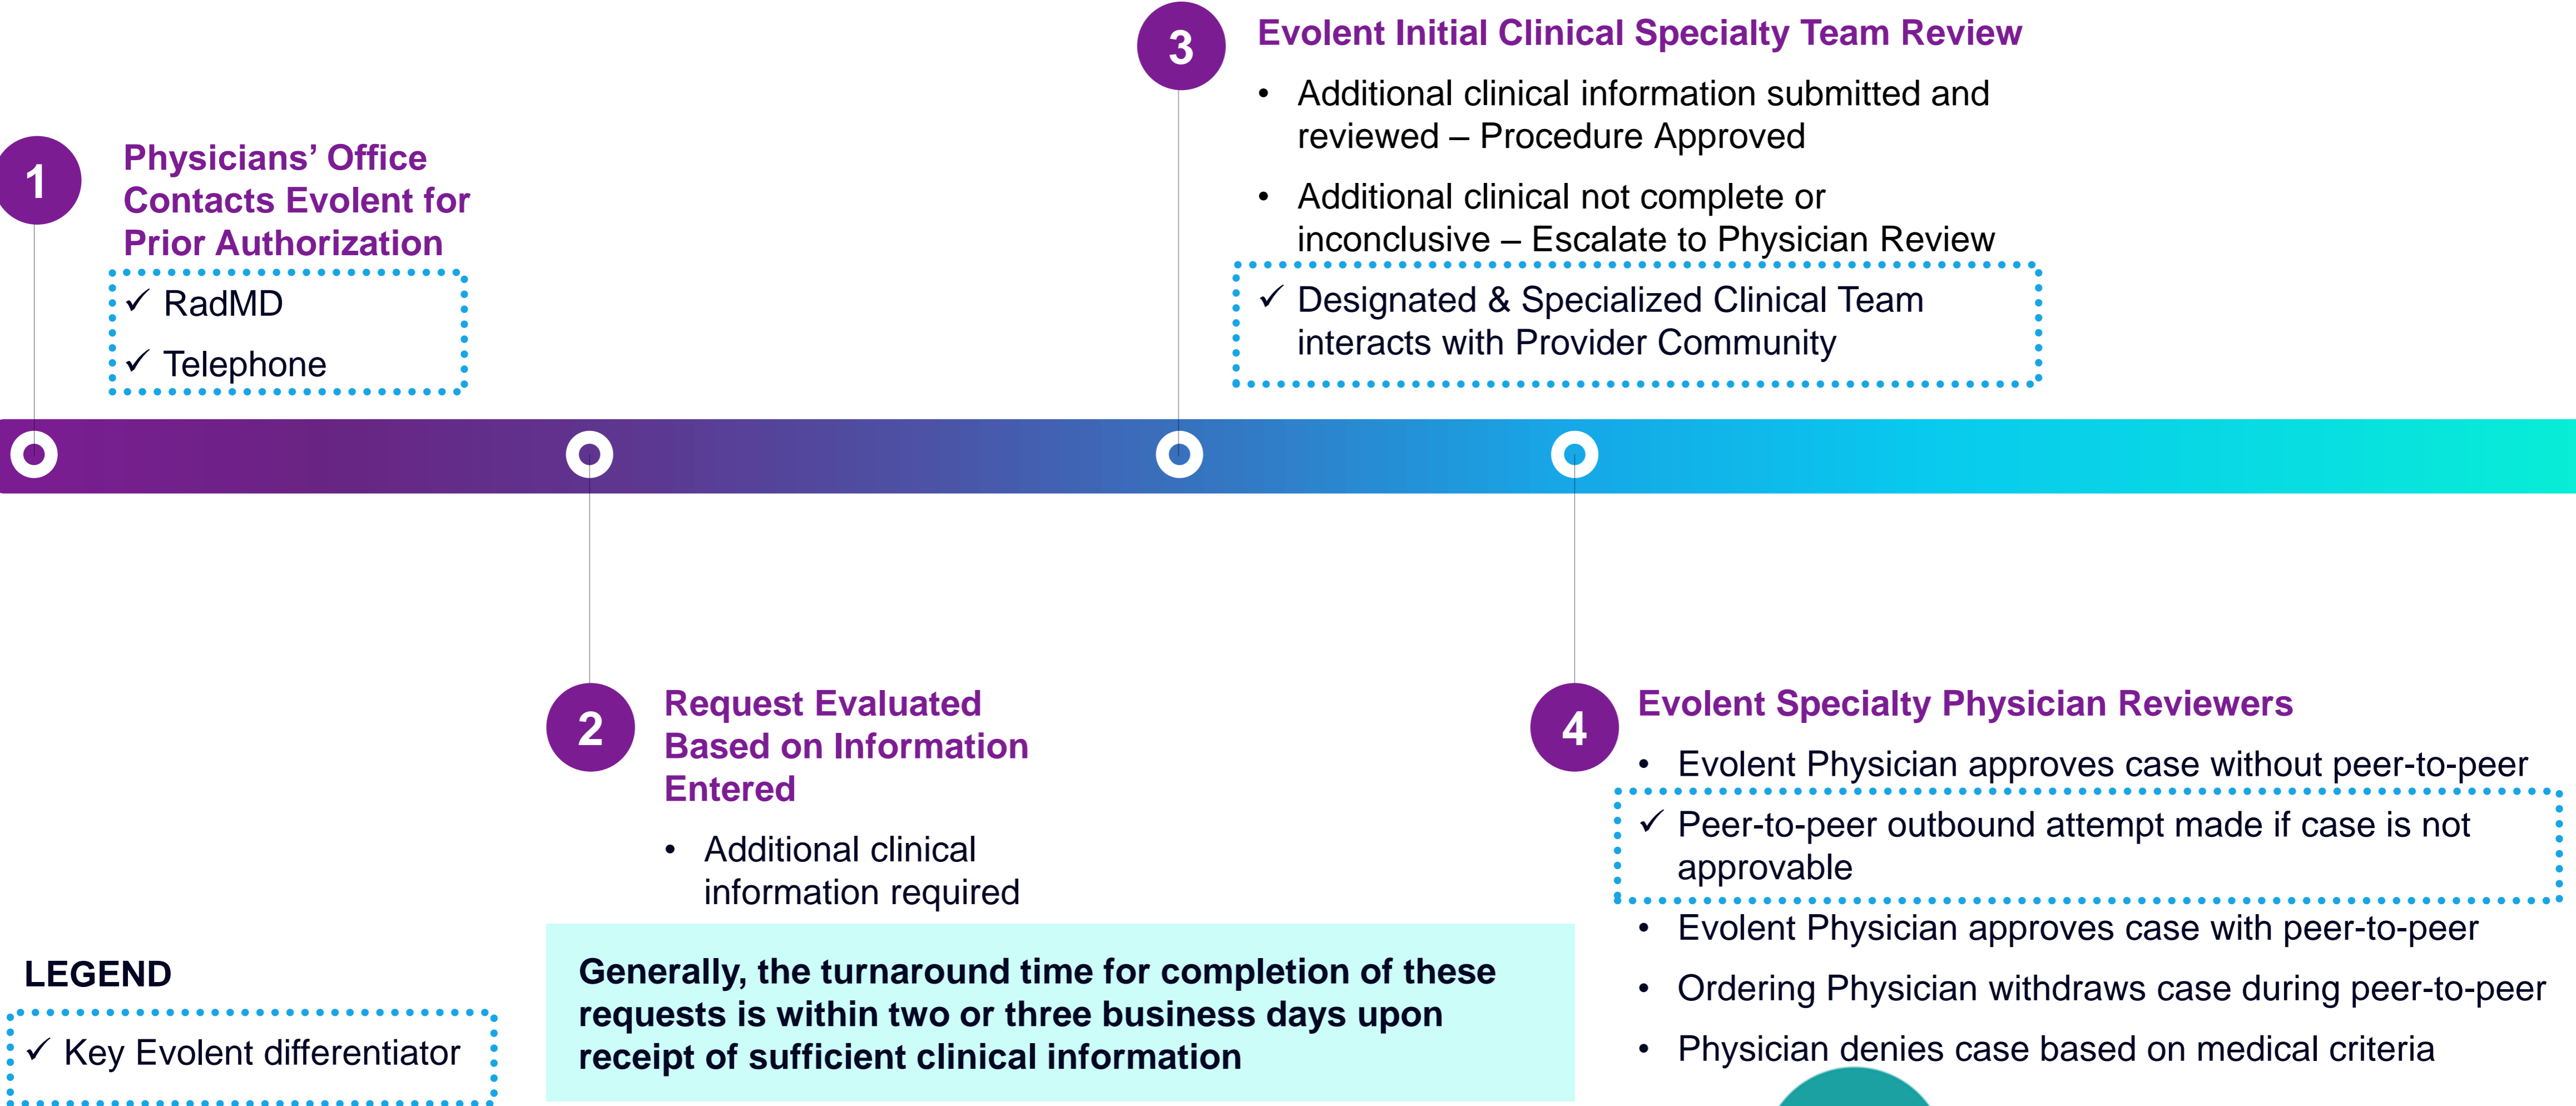 1
Physicians’ Office
Contacts Evolent for
Prior Authorization
✓ RadMD
✓ Telephone
2
Request Evaluated
Based on Information
Entered
• Additional clinical
information required
3
Evolent Initial Clinical Specialty Team Review
• Additional clinical information submitted and
reviewed – Procedure Approved
• Additional clinical not complete or
inconclusive – Escalate to Physician Review
✓ Designated & Specialized Clinical Team
interacts with Provider Community
4
Evolent Specialty Physician Reviewers
• Evolent Physician approves case without peer-to-peer
✓ Peer-to-peer outbound attempt made if case is not
approvable
• Evolent Physician approves case with peer-to-peer
• Ordering Physician withdraws case during peer-to-peer
• Physician denies case based on medical criteria
Generally, the turnaround time for completion of these
requests is within two or three business days upon
receipt of sufficient clinical information
LEGEND
✓ Key Evolent differentiator